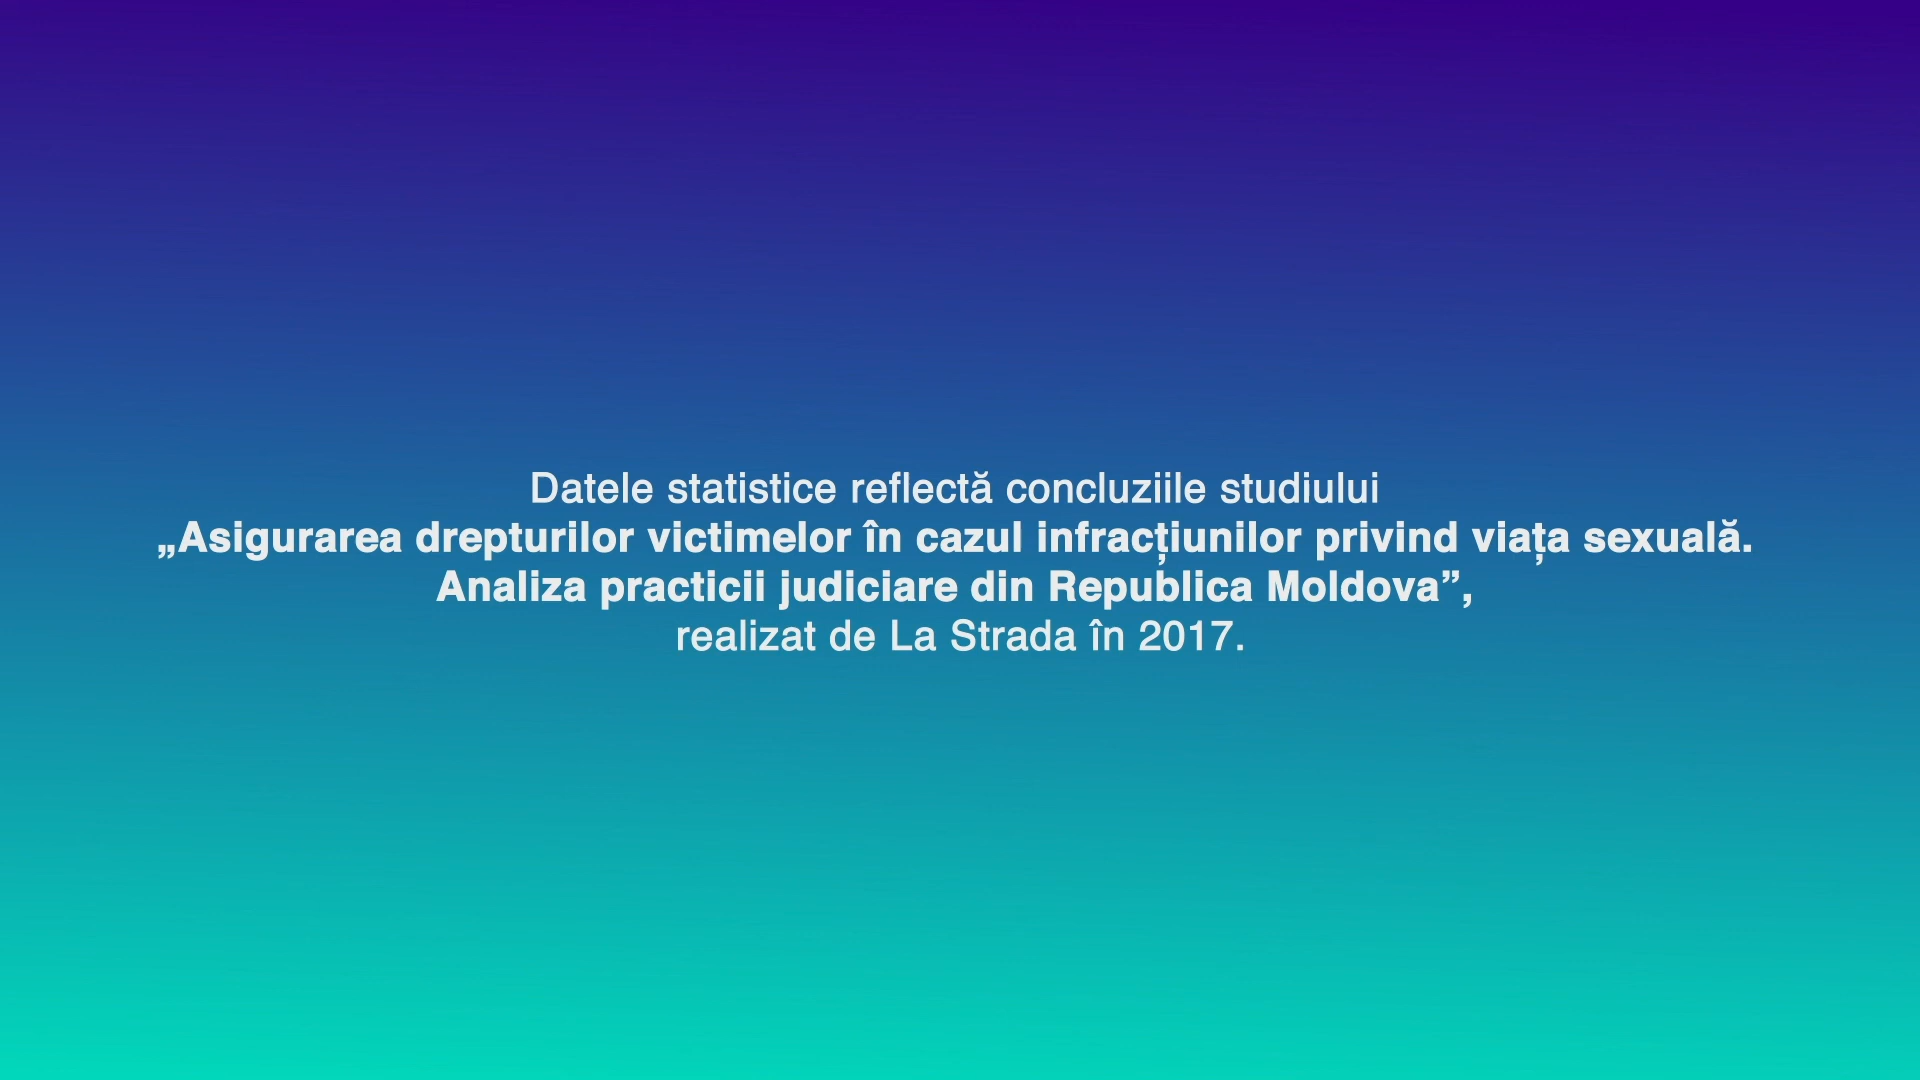 Datele statistice reflectă concluziile studiului
„Asigurarea drepturilor victimelor în cazul infracțiunilor privind viața sexuală.
Analiza practicii judiciare din Republica Moldova”,
realizat de La Strada în 2017.